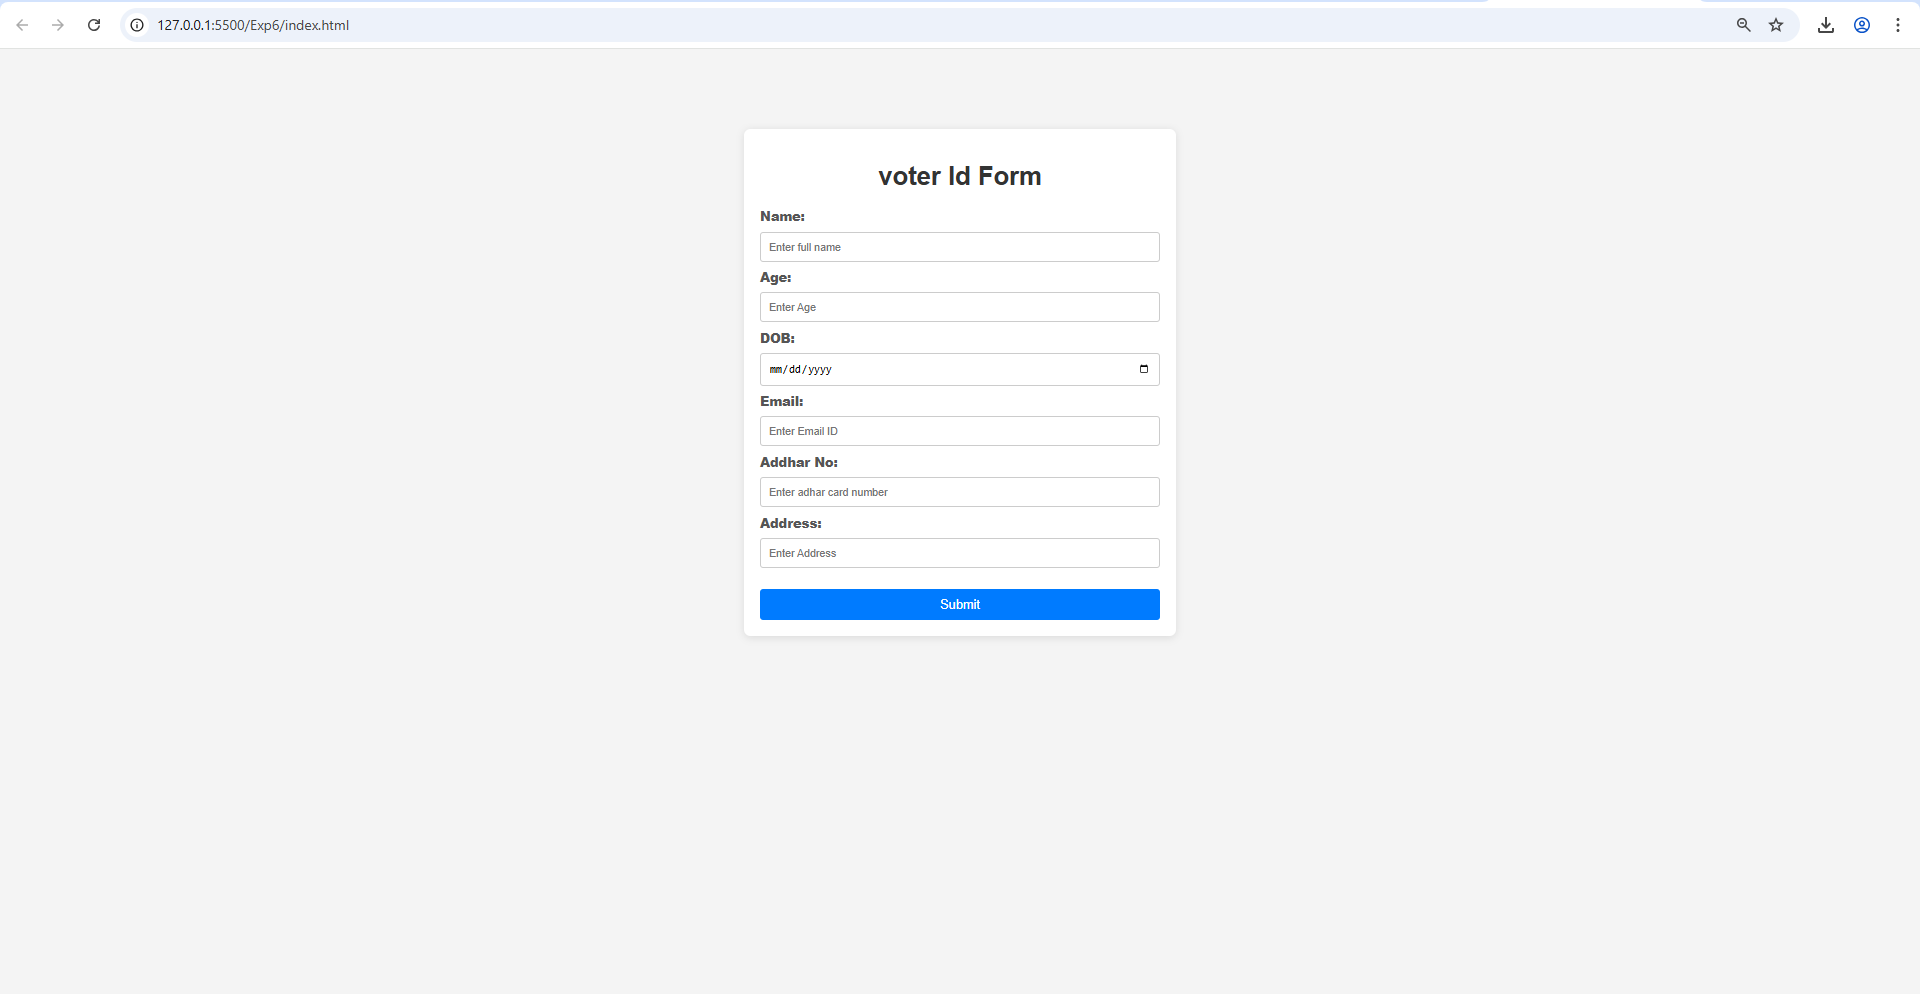 127.0.0.1:5500/Exp6/index.html
voter Id Form
Name:
Enter full name
Age:
Enter Age
DOB:
mm/dd/yyyy
Email:
Enter Email ID
Addhar No:
Enter adhar card number
Address:
Enter Address
Submit